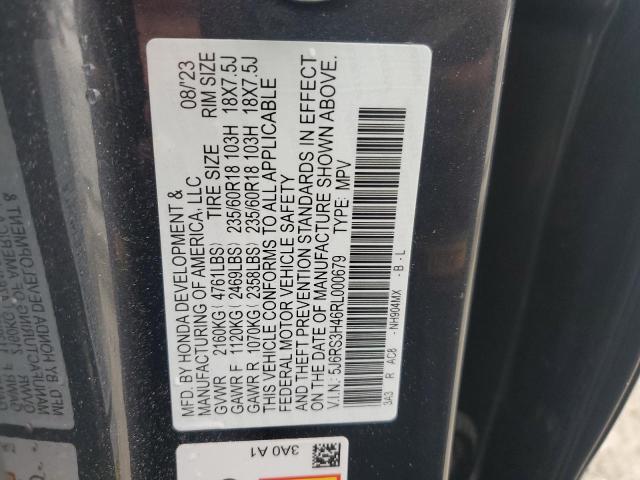 MFD. BY HONDA DEVELOPMENT & 08/'23
MANUFACTURING OF AMERICA, LLC
TIRE SIZE RIM SIZE
GVWR 2160KG ( 4761LBS)
GAWR F 1120KG ( 2469LBS) 235/60R18 103H 18X7.5J
GAWR R 1070KG ( 2358LBS) 235/60R18 103H 18X7.5J
THIS VEHICLE CONFORMS TO ALL APPLICABLE
FEDERAL MOTOR VEHICLE SAFETY
AND THEFT PREVENTION STANDARDS IN EFFECT
ON THE DATE OF MANUFACTURE SHOWN ABOVE.
V.I.N.: 5J6RS3H46RL000679 TYPE: MPV
3A3 R AC8 - NH904MX - B - L
3A0 A1